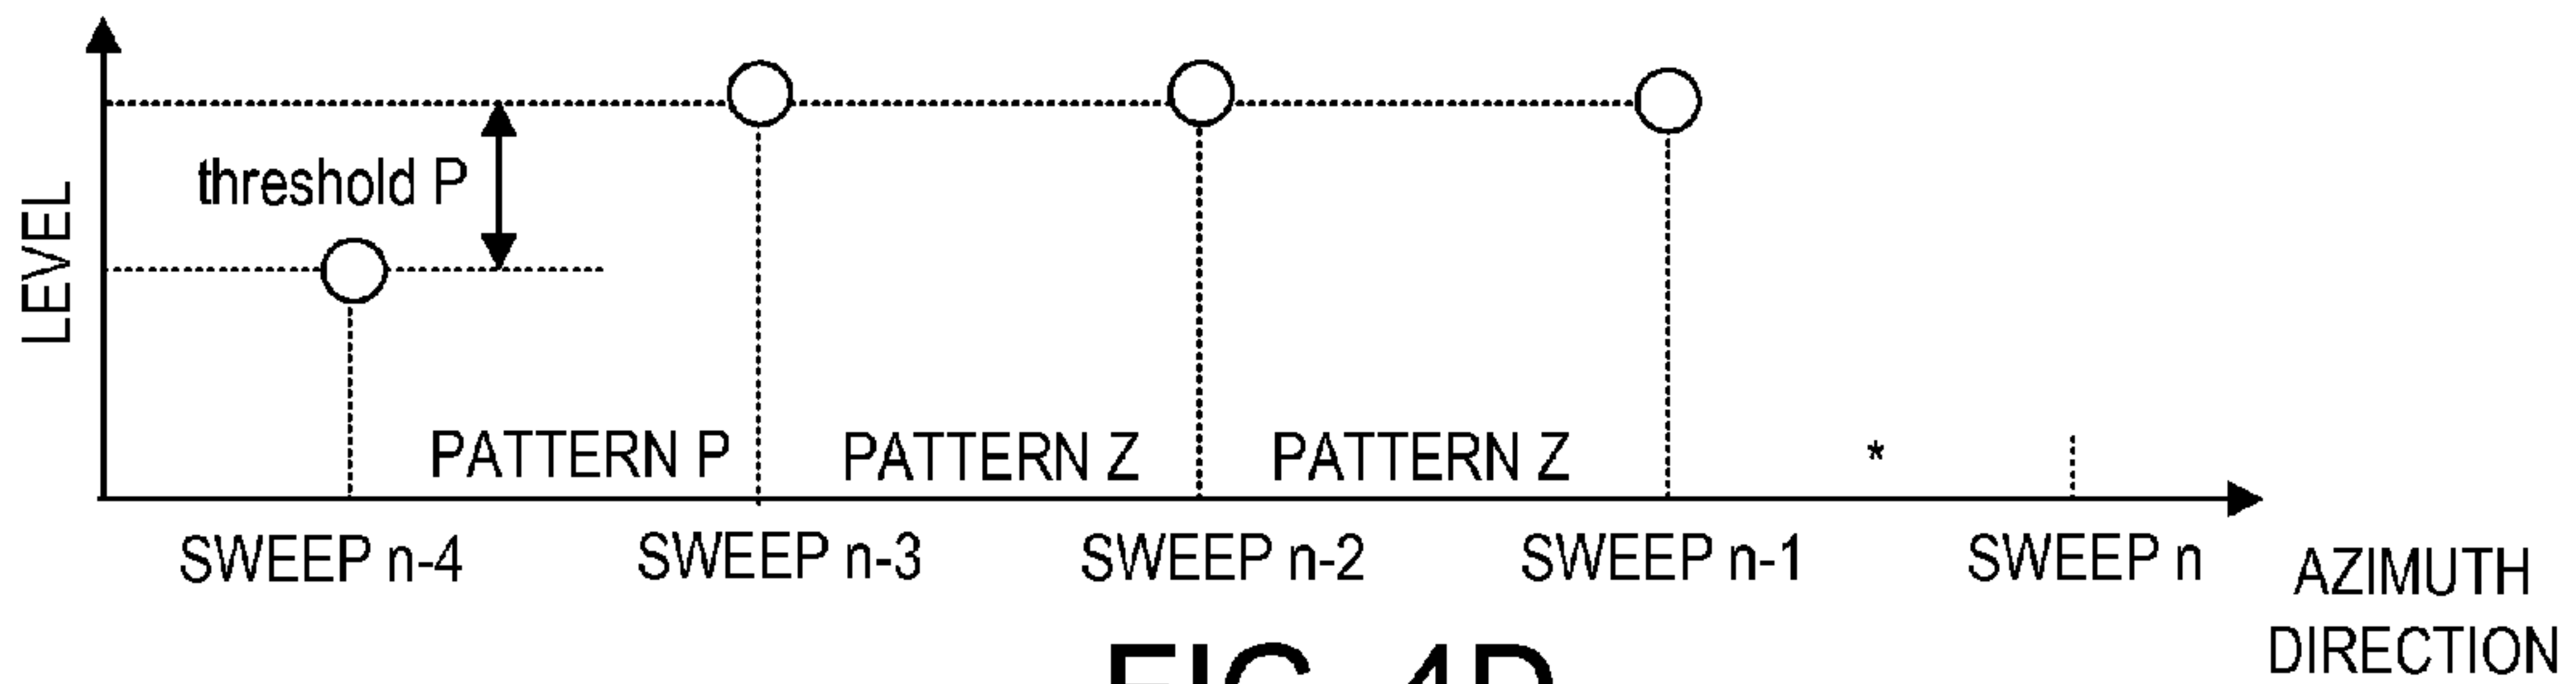 LEVEL
threshold P
PATTERN P
PATTERN Z
PATTERN Z
*
SWEEP n-4
SWEEP n-3
SWEEP n-2
SWEEP n-1
SWEEP n
AZIMUTH
DIRECTION